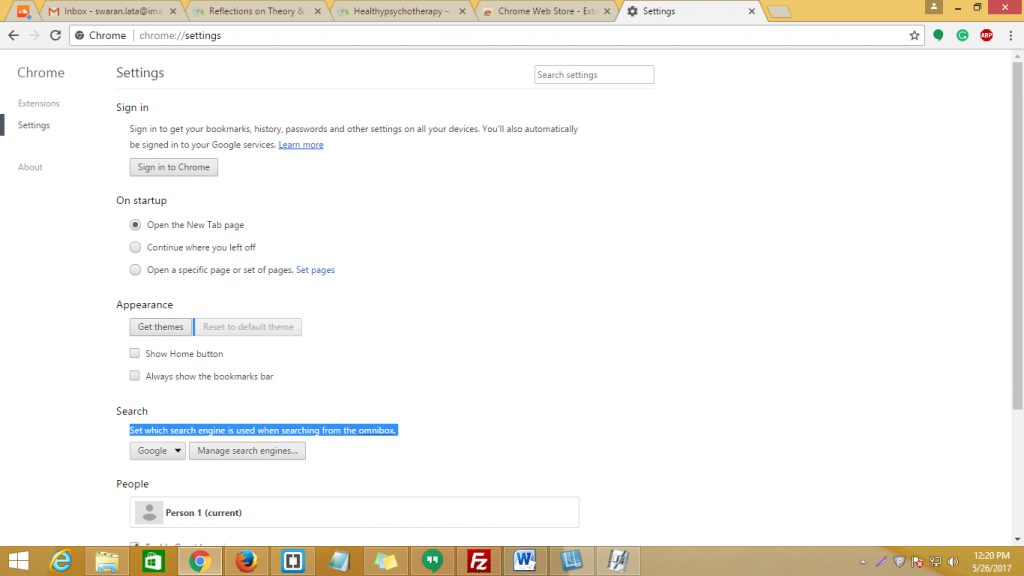 Inbox - swaran.lata@ima
Reflections on Theory &
Healthypsychotherapy –
Chrome Web Store - Ext
Settings
Chrome
chrome://settings
ABP
Chrome
Settings
Search settings
Extensions
Settings
About
Sign in
Sign in to get your bookmarks, history, passwords and other settings on all your devices. You'll also automatically
be signed in to your Google services. Learn more
Sign in to Chrome
On startup
Open the New Tab page
Continue where you left off
Open a specific page or set of pages. Set pages
Appearance
Get themes
Reset to default theme
Show Home button
Always show the bookmarks bar
Search
Set which search engine is used when searching from the omnibox.
Google
Manage search engines...
People
Person 1 (current)
12:20 PM
5/26/2017